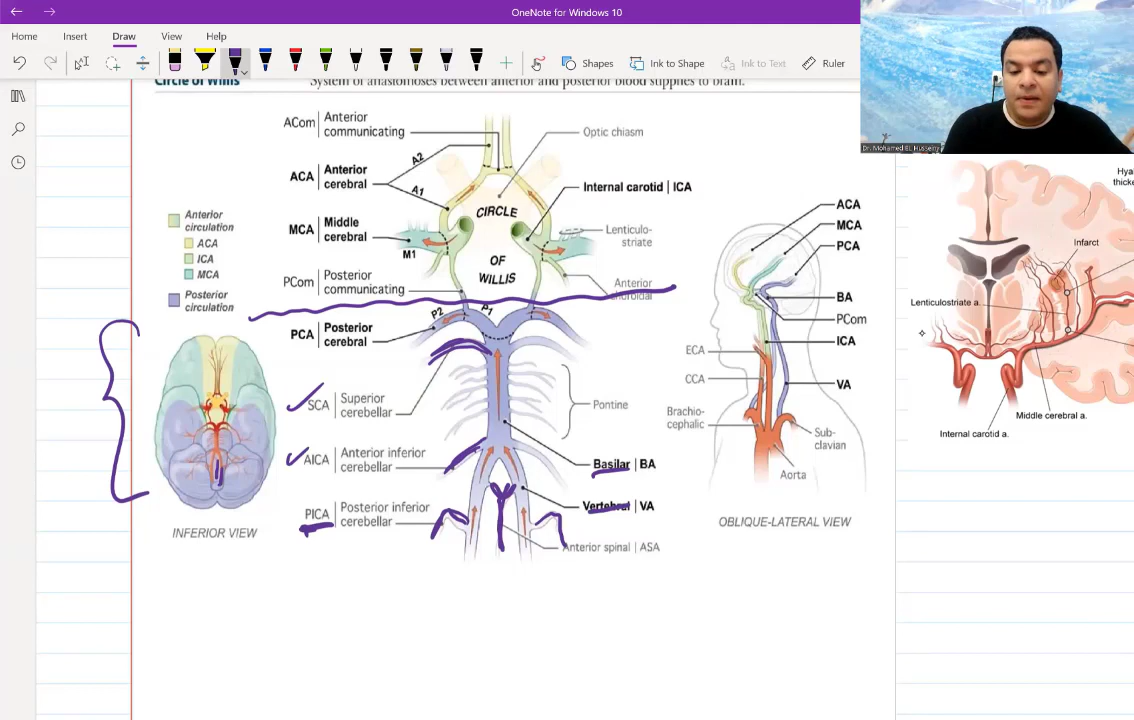 OneNote for Windows 10
Home Insert Draw View Help
Shapes Ink to Shape Ink to Text Ruler
Dr. Mohamed EL Husseiny
Circle of Willis System of anastomoses between anterior and posterior blood supplies to brain.
ACom Anterior
communicating
Optic chiasm
A2
ACA Anterior
cerebral
A1
Internal carotid ICA
CIRCLE
OF
WILLIS
MCA Middle
cerebral
M1
Lenticulo-
striate
PCom Posterior
communicating
Anterior
choroidal
P2 P1
PCA Posterior
cerebral
SCA Superior
cerebellar
Pontine
AICA Anterior inferior
cerebellar
Basilar BA
PICA Posterior inferior
cerebellar
Vertebral VA
Anterior spinal ASA
Anterior
circulation
ACA
ICA
MCA
Posterior
circulation
INFERIOR VIEW
ACA
MCA
PCA
BA
PCom
ICA
VA
ECA
CCA
Brachio-
cephalic
Sub-
clavian
Aorta
OBLIQUE-LATERAL VIEW
Hya
thicke
Infarct
Lenticulostriate a.
Middle cerebral a.
Internal carotid a.